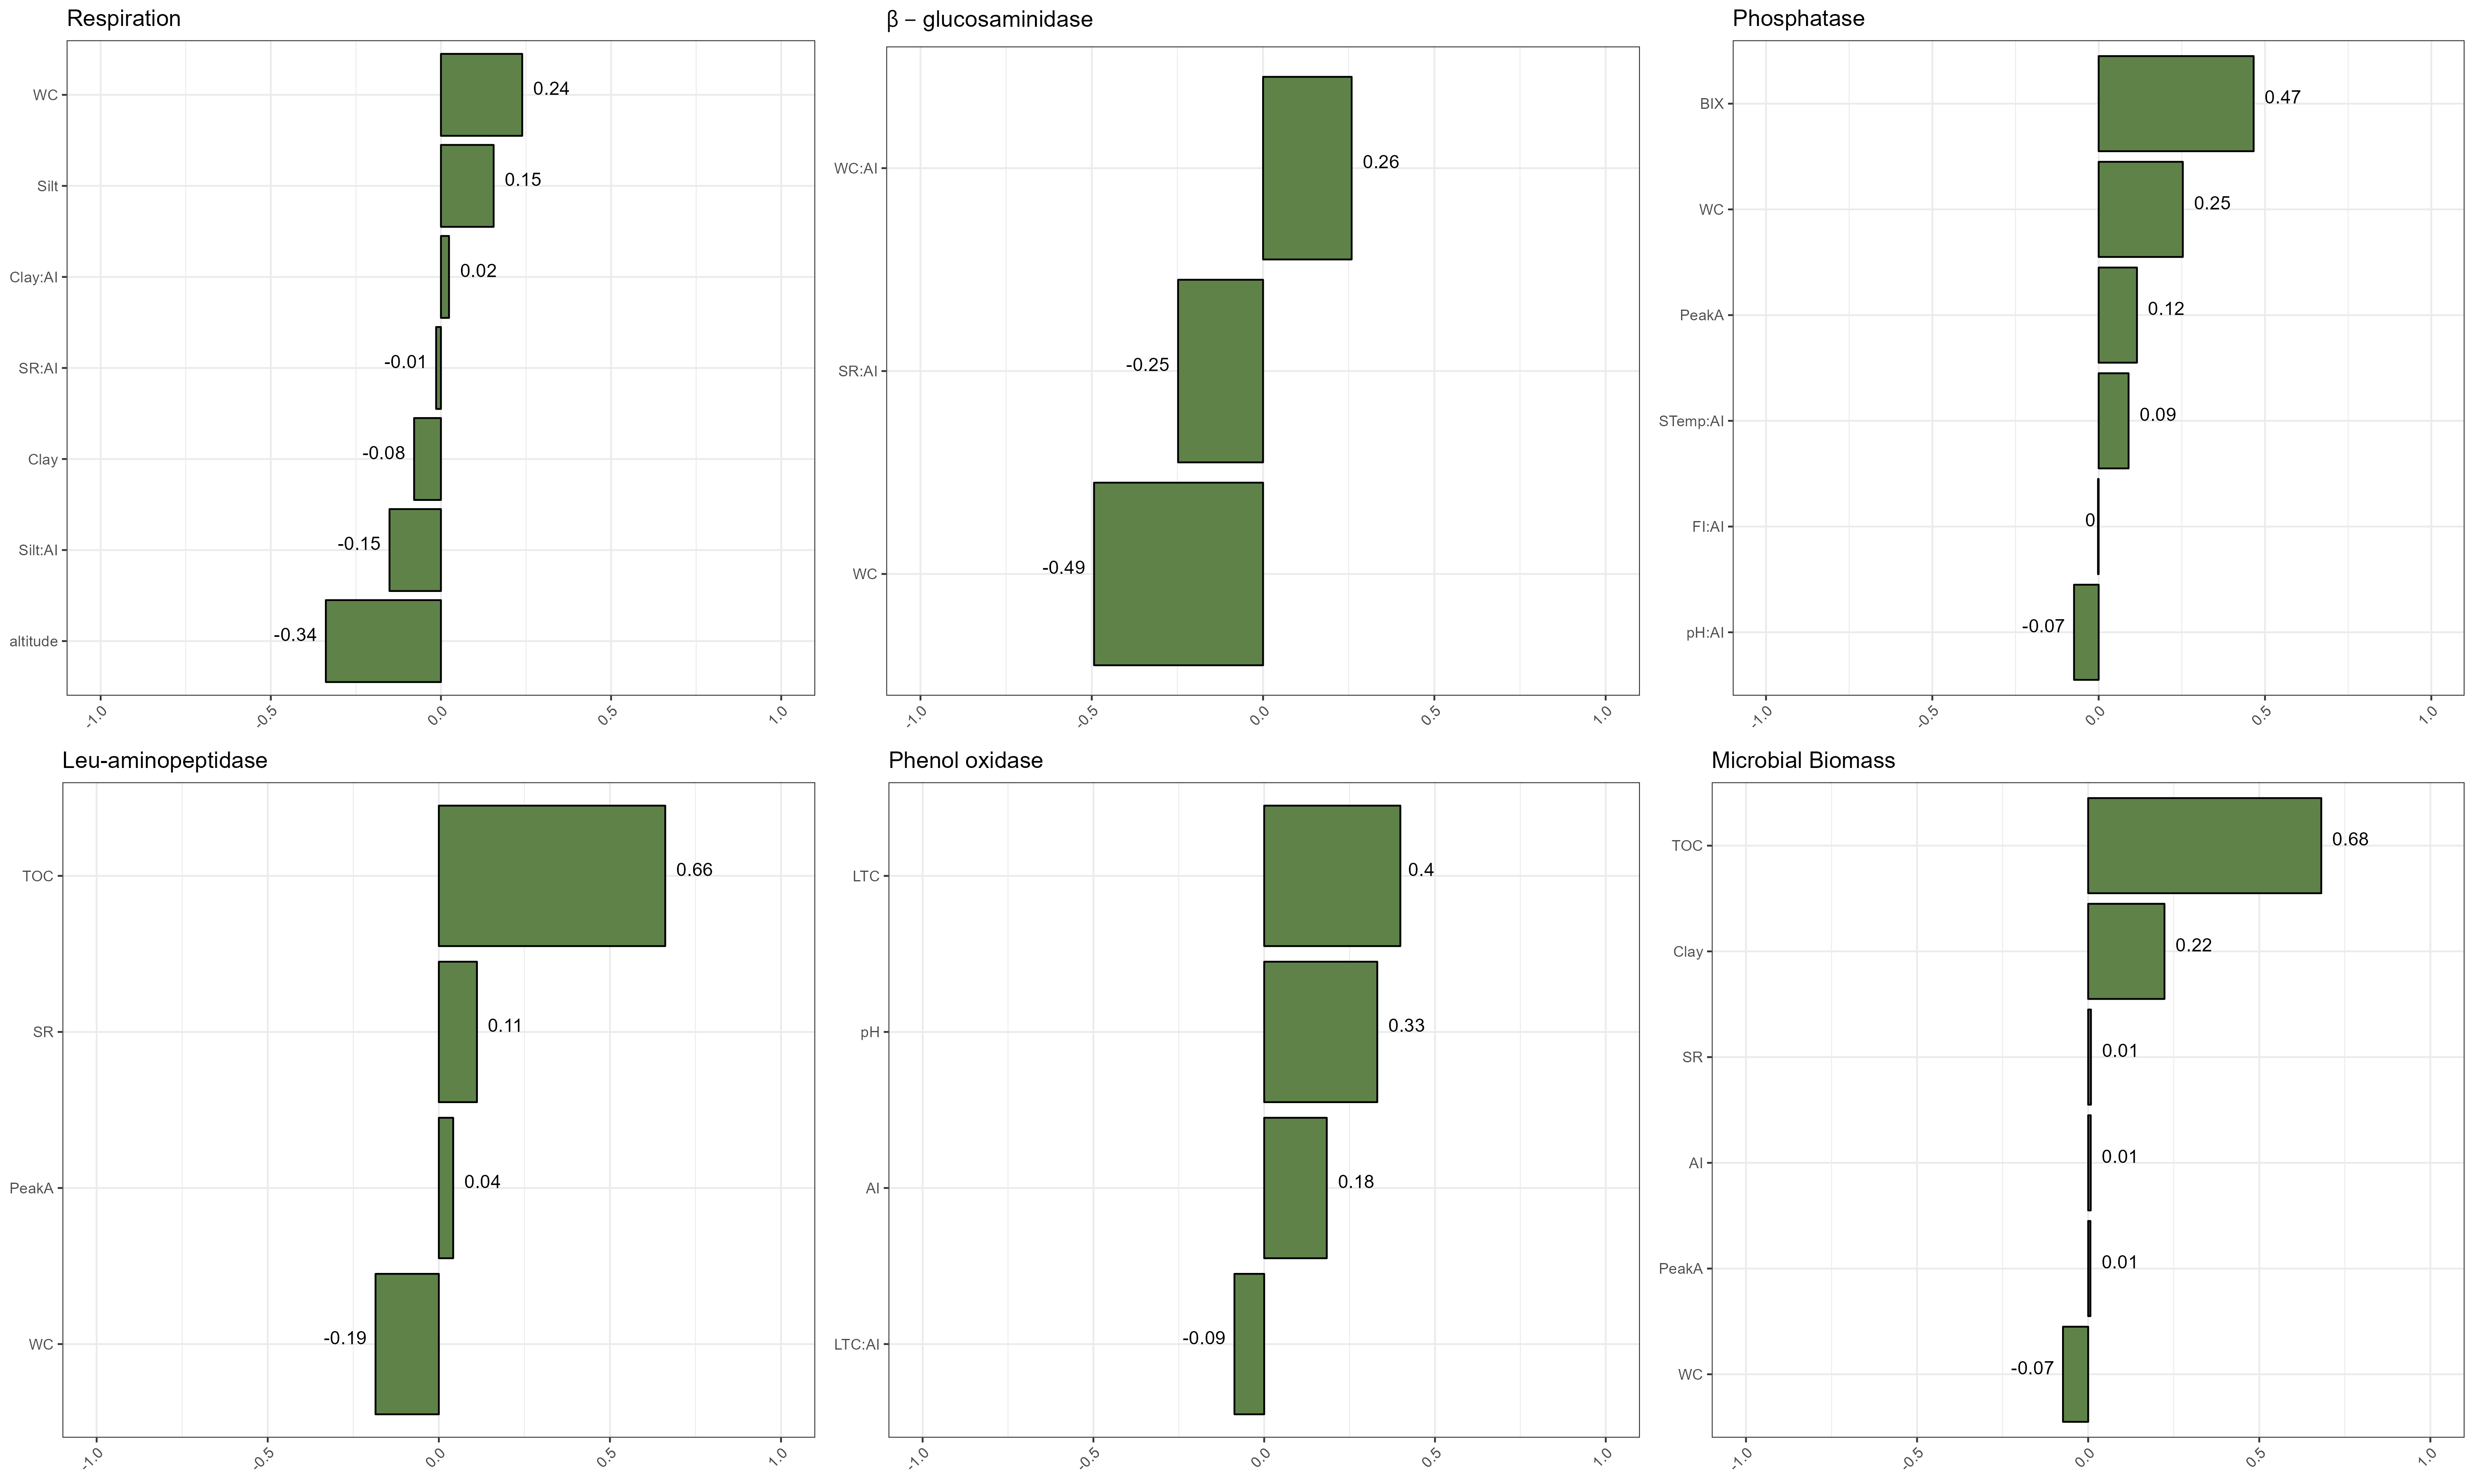 Respiration
WC
0.24
Silt
0.15
Clay:AI
0.02
SR:AI
-0.01
Clay
-0.08
Silt:AI
-0.15
altitude
-0.34
-1.0
-0.5
0.0
0.5
1.0
β − glucosaminidase
WC:AI
0.26
SR:AI
-0.25
WC
-0.49
-1.0
-0.5
0.0
0.5
1.0
Phosphatase
BIX
0.47
WC
0.25
PeakA
0.12
STemp:AI
0.09
FI:AI
0
pH:AI
-0.07
-1.0
-0.5
0.0
0.5
1.0
Leu-aminopeptidase
TOC
0.66
SR
0.11
PeakA
0.04
WC
-0.19
-1.0
-0.5
0.0
0.5
1.0
Phenol oxidase
LTC
0.4
pH
0.33
AI
0.18
LTC:AI
-0.09
-1.0
-0.5
0.0
0.5
1.0
Microbial Biomass
TOC
0.68
Clay
0.22
SR
0.01
AI
0.01
PeakA
0.01
WC
-0.07
-1.0
-0.5
0.0
0.5
1.0